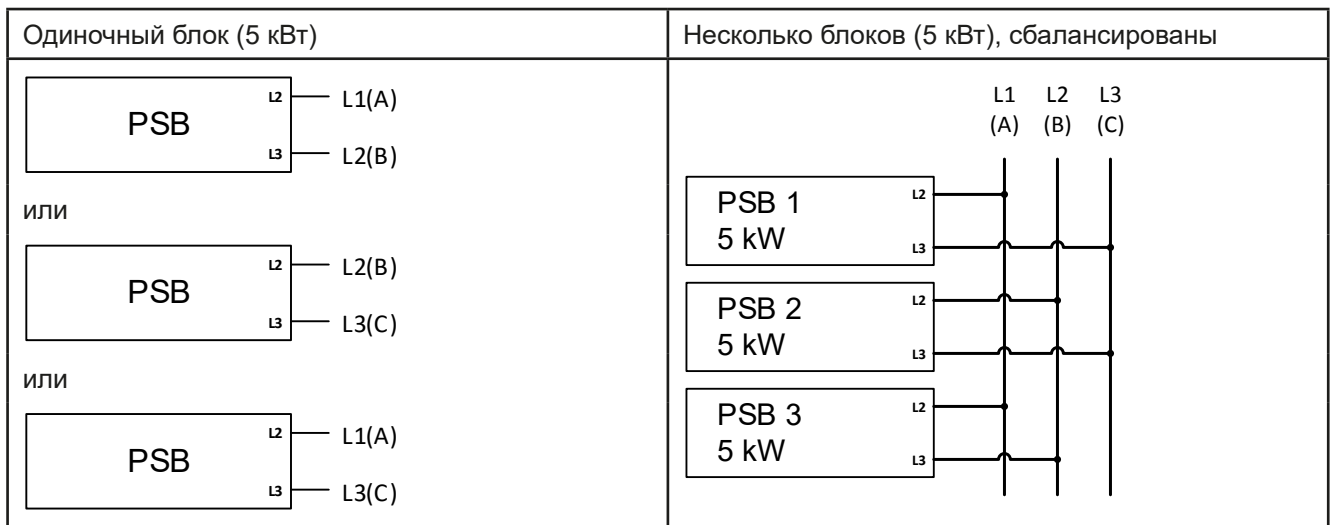 Одиночный блок (5 кВт)
PSB
L2
L1(A)
L3
L2(B)
или
PSB
L2
L2(B)
L3
L3(C)
или
PSB
L2
L1(A)
L3
L3(C)
Несколько блоков (5 кВт), сбалансированы
L1 L2 L3
(A) (B) (C)
PSB 1
5 kW
L2
L3
PSB 2
5 kW
L2
L3
PSB 3
5 kW
L2
L3